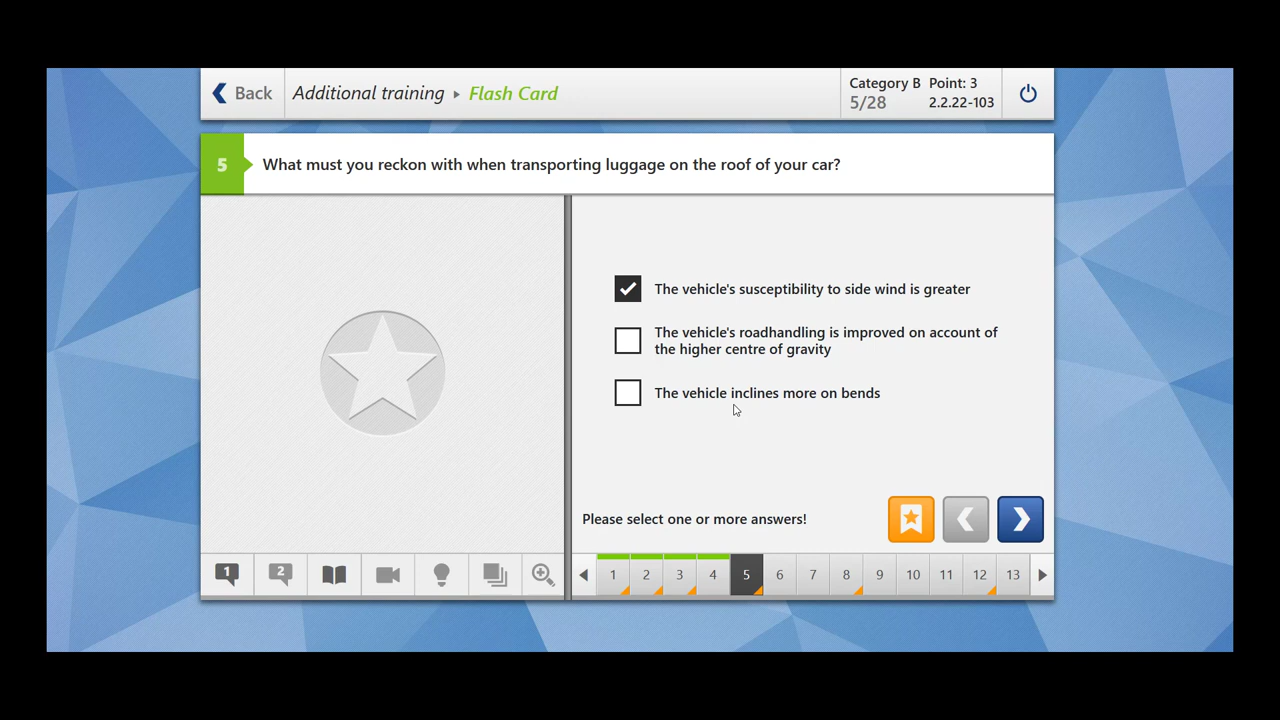 Back
Additional training ▸ Flash Card
Category B Point: 3
5/28 2.2.22-103
5 What must you reckon with when transporting luggage on the roof of your car?
The vehicle's susceptibility to side wind is greater
The vehicle's roadhandling is improved on account of
the higher centre of gravity
The vehicle inclines more on bends
Please select one or more answers!
1 2
1 2 3 4 5 6 7 8 9 10 11 12 13